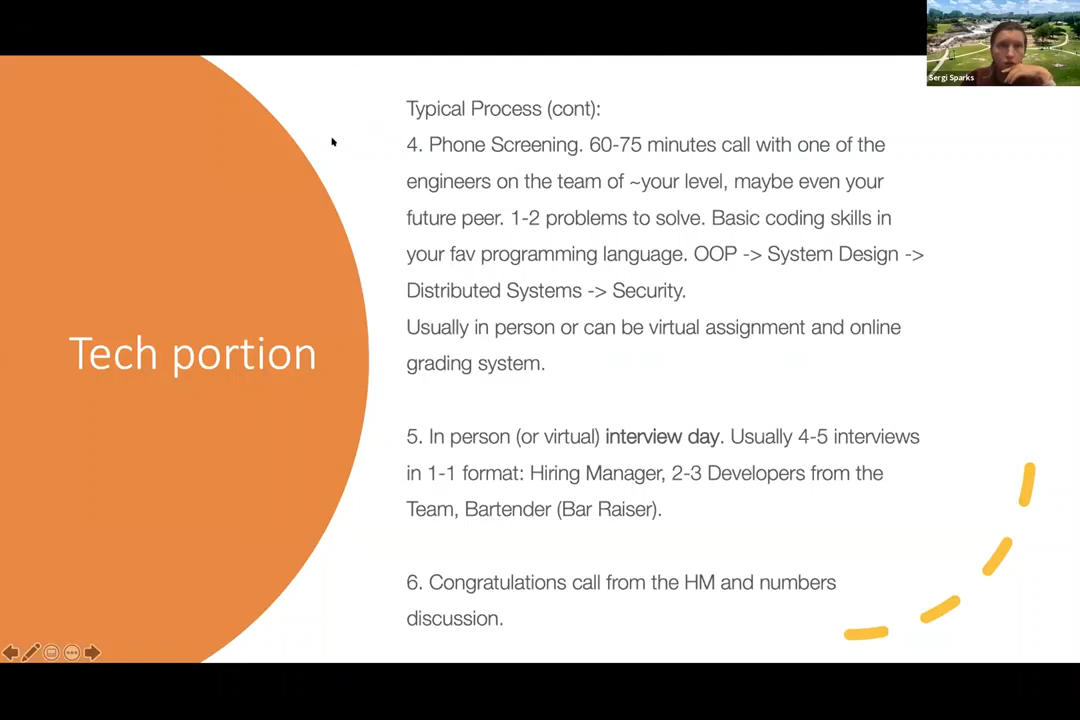 Sergi Sparks
Tech portion
Typical Process (cont):
4. Phone Screening. 60-75 minutes call with one of the
engineers on the team of ~your level, maybe even your
future peer. 1-2 problems to solve. Basic coding skills in
your fav programming language. OOP -> System Design ->
Distributed Systems -> Security.
Usually in person or can be virtual assignment and online
grading system.
5. In person (or virtual) interview day. Usually 4-5 interviews
in 1-1 format: Hiring Manager, 2-3 Developers from the
Team, Bartender (Bar Raiser).
6. Congratulations call from the HM and numbers
discussion.